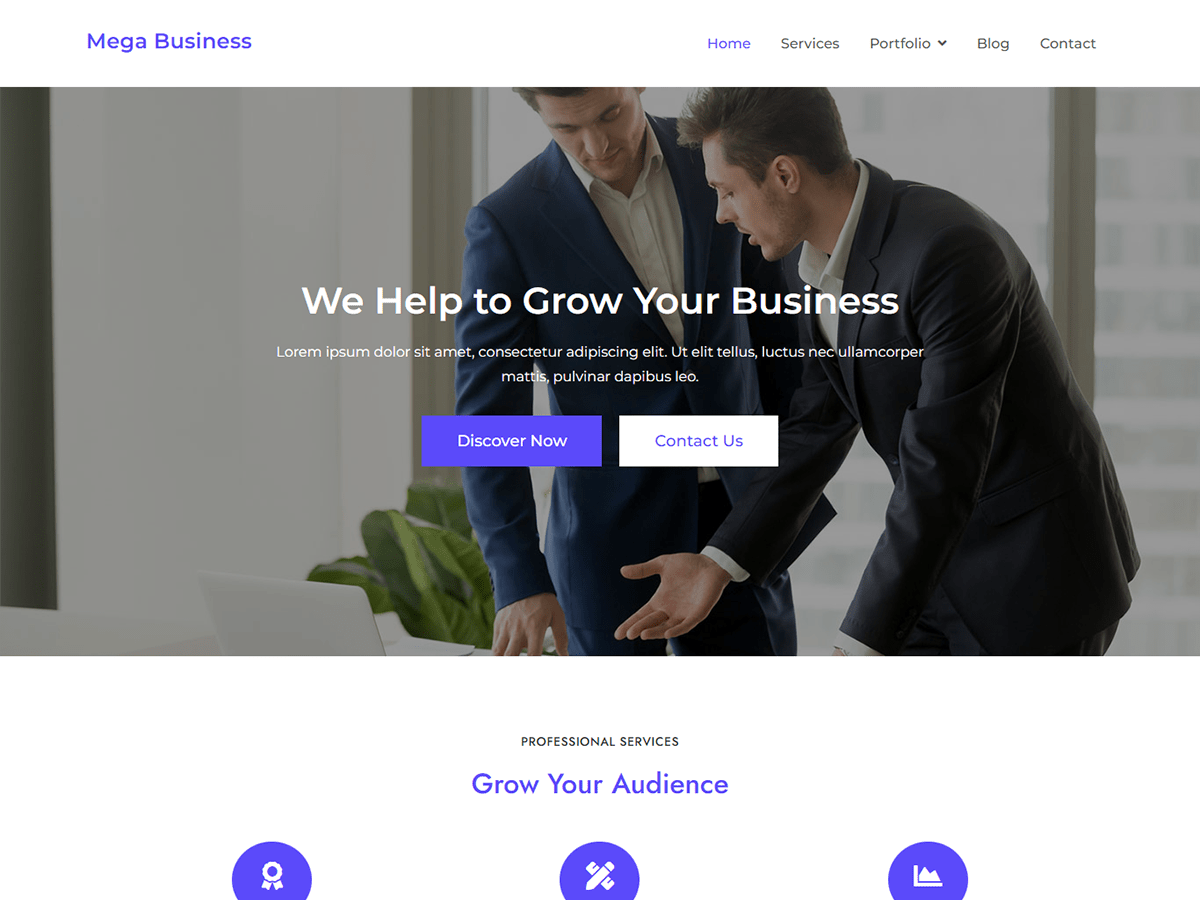 Mega Business
Home Services Portfolio Blog Contact
We Help to Grow Your Business
Lorem ipsum dolor sit amet, consectetur adipiscing elit. Ut elit tellus, luctus nec ullamcorper
mattis, pulvinar dapibus leo.
Discover Now Contact Us
PROFESSIONAL SERVICES
Grow Your Audience